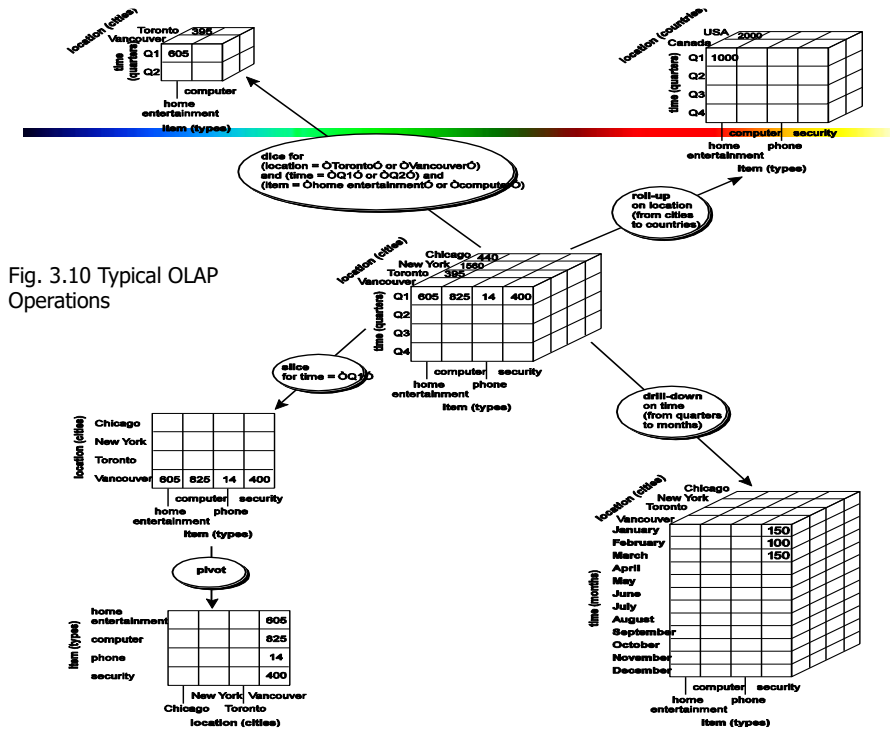 location (cities)
Toronto 395
Vancouver
time (quarters)
Q1 605
Q2
computer
home
entertainment
Item (types)
location (countries)
USA 2000
Canada
time (quarters)
Q1 1000
Q2
Q3
Q4
computer security
home phone
entertainment
Item (types)
dice for
(location = ÒTorontoÓ or ÒVancouverÓ)
and (time = ÒQ1Ó or ÒQ2Ó) and
(item = Òhome entertainmentÓ or ÒcomputerÓ)
roll-up
on location
(from cities
to countries)
Fig. 3.10 Typical OLAP
Operations
location (cities)
Chicago 440
New York 1560
Toronto 395
Vancouver
time (quarters)
Q1 605 825 14 400
Q2
Q3
Q4
computer security
home phone
entertainment
Item (types)
slice
for time = ÒQ1Ó
drill-down
on time
(from quarters
to months)
location (cities)
Chicago
New York
Toronto
Vancouver 605 825 14 400
computer security
home phone
entertainment
Item (types)
pivot
Item (types)
home
entertainment 605
computer 825
phone 14
security 400
New York Vancouver
Chicago Toronto
location (cities)
location (cities)
Chicago
New York
Toronto
Vancouver
time (months)
January 150
February 100
March 150
April
May
June
July
August
September
October
November
December
computer security
home phone
entertainment
Item (types)